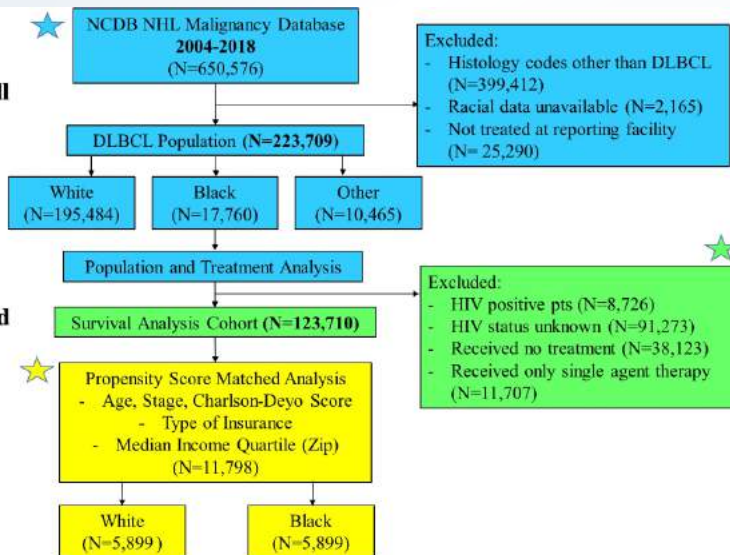 NCDB NHL Malignancy Database
2004-2018
(N=650,576)
Excluded:
- Histology codes other than DLBCL
(N=399,412)
- Racial data unavailable (N=2,165)
- Not treated at reporting facility
(N= 25,290)
DLBCL Population (N=223,709)
White
(N=195,484)
Black
(N=17,760)
Other
(N=10,465)
Population and Treatment Analysis
Excluded:
- HIV positive pts (N=8,726)
- HIV status unknown (N=91,273)
- Received no treatment (N=38,123)
- Received only single agent therapy
(N=11,707)
Survival Analysis Cohort (N=123,710)
Propensity Score Matched Analysis
- Age, Stage, Charlson-Deyo Score
- Type of Insurance
- Median Income Quartile (Zip)
(N=11,798)
White
(N=5,899)
Black
(N=5,899)